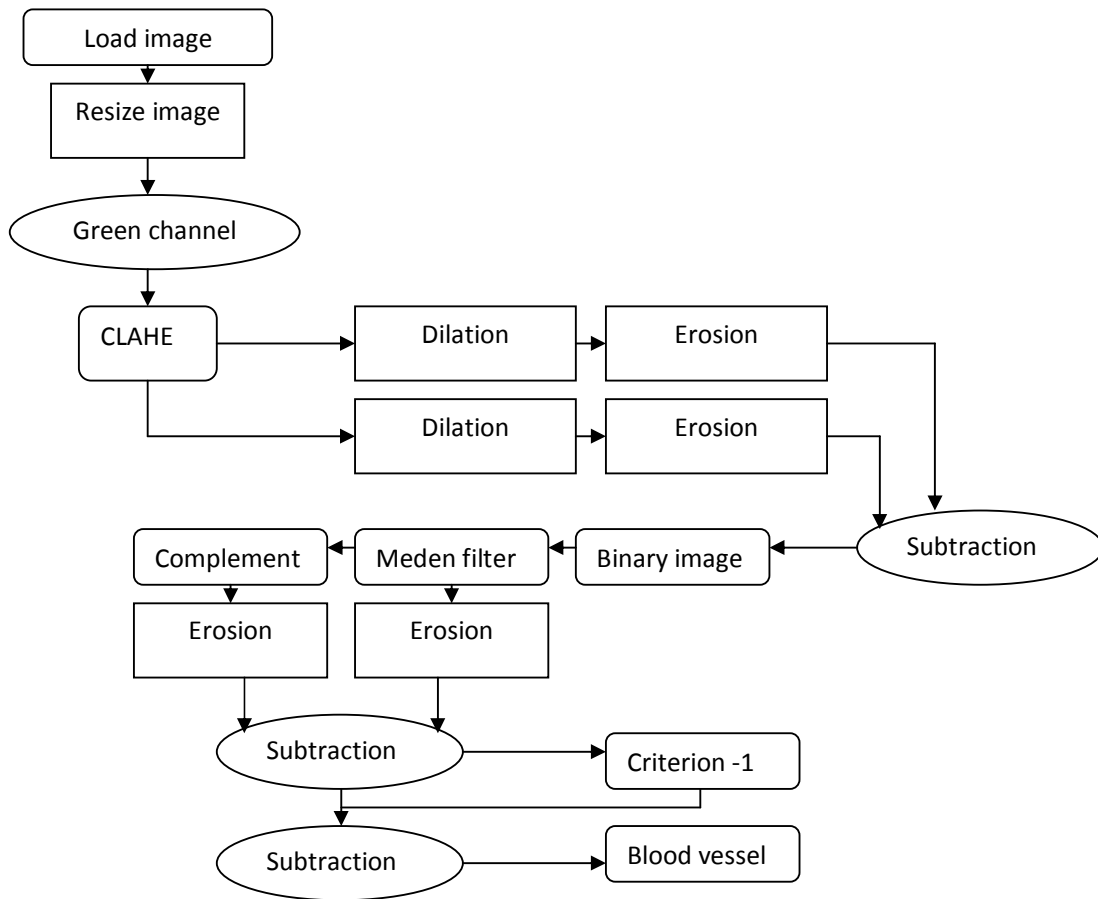 Load image
Resize image
Green channel
CLAHE
Dilation
Erosion
Dilation
Erosion
Subtraction
Binary image
Meden filter
Complement
Erosion
Erosion
Subtraction
Criterion -1
Subtraction
Blood vessel